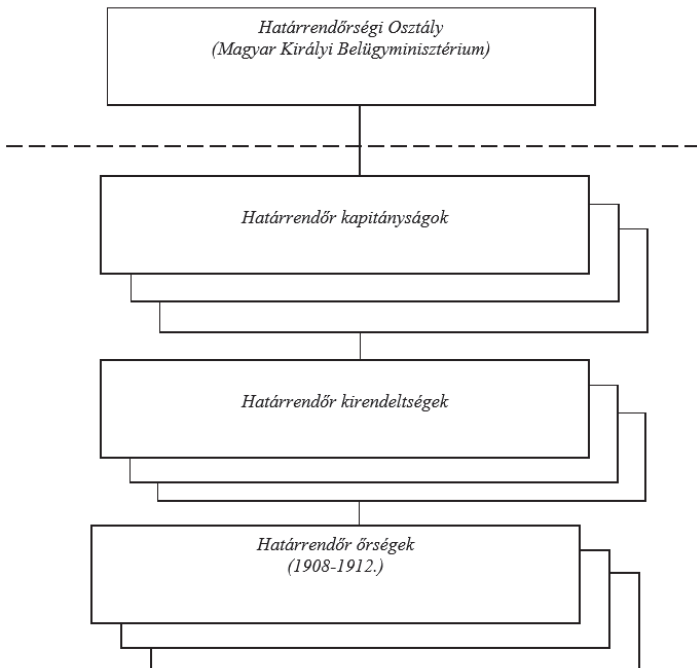 Határrendőrségi Osztály
(Magyar Királyi Belügyminisztérium)
Határrendőr kapitányságok
Határrendőr kirendeltségek
Határrendőr őrségek
(1908-1912.)